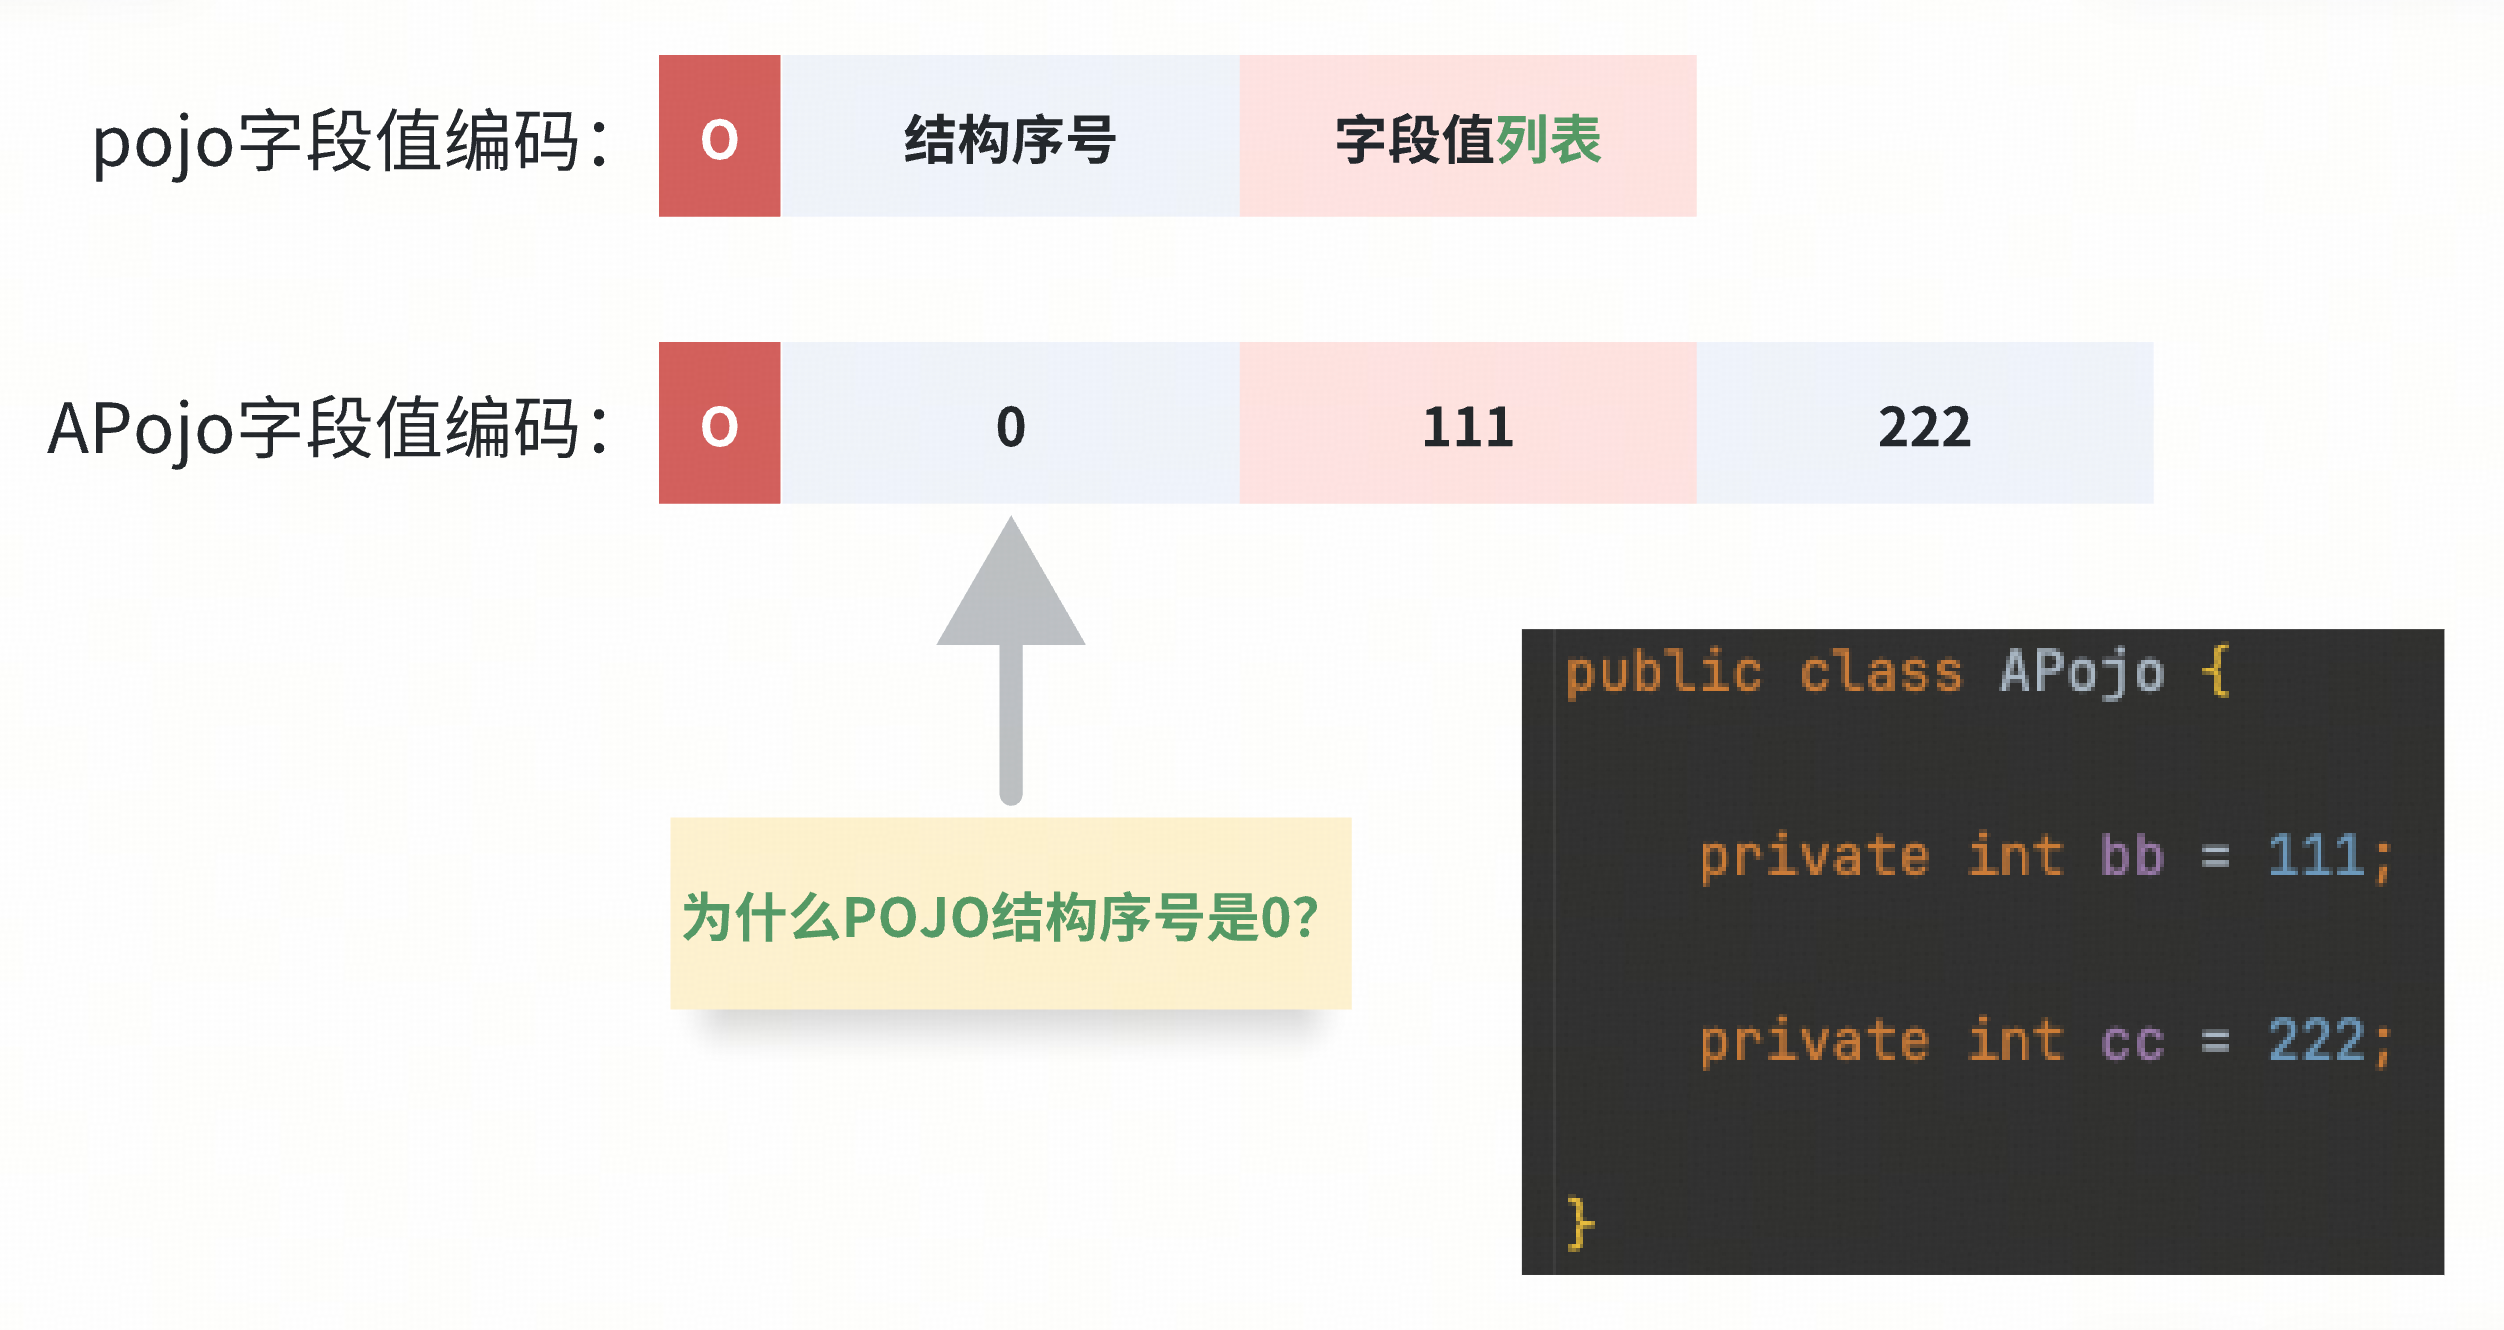 pojo字段值编码： O 结构序号 字段值列表
APojo字段值编码： O 0 111 222
为什么POJO结构序号是0？
public class APojo {
private int bb = 111;
private int cc = 222;
}